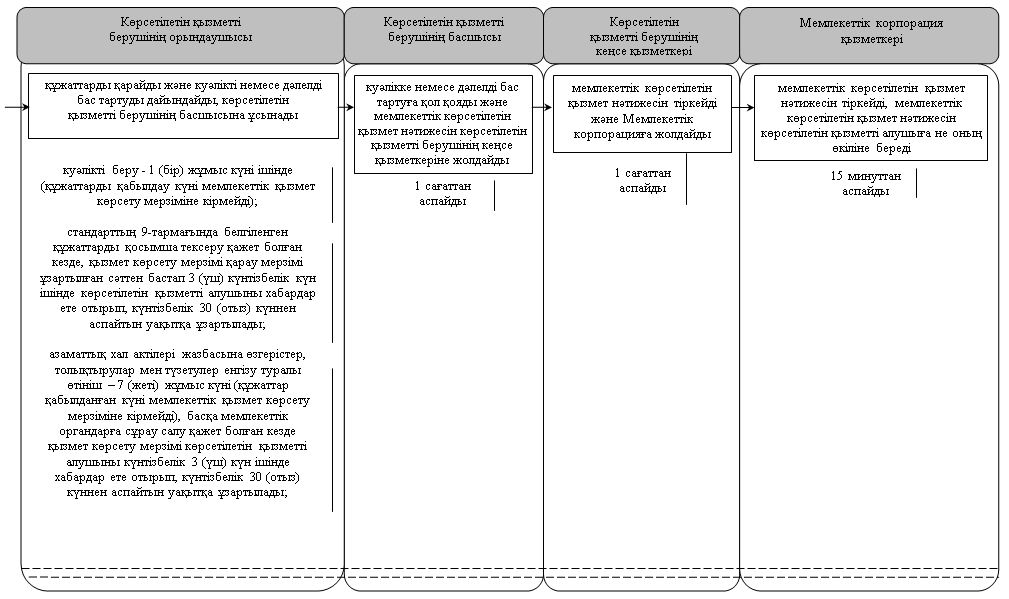 Көрсетілетін қызметті
берушінің орындаушысы
Көрсетілетін қызметті
берушінің басшысы
Көрсетілетін
қызметті берушінің
кеңсе қызметкері
Мемлекеттік корпорация
қызметкері
құжаттарды қарайды және куәлікті немесе дәлелді
бас тартуды дайындайды, көрсетілетін
қызметті берушінің басшысына ұсынады
куәлікке немесе дәлелді бас
тартуға қол қояды және
мемлекеттік көрсетілетін
қызмет нәтижесін көрсетілетін
қызметті берушінің кеңсе
қызметкеріне жолдайды
мемлекеттік көрсетілетін
қызмет нәтижесін тіркейді
және Мемлекеттік
корпорацияға жолдайды
мемлекеттік көрсетілетін қызмет
нәтижесін тіркейді, мемлекеттік
көрсетілетін қызмет нәтижесін
көрсетілетін қызметті алушыға не оның
өкіліне береді
куәлікті беру - 1 (бір) жұмыс күні ішінде
(құжаттарды қабылдау күні мемлекеттік қызмет
көрсету мерзіміне кірмейді);
стандарттың 9-тармағында белгіленген
құжаттарды қосымша тексеру қажет болған
кезде, қызмет көрсету мерзімі қарау мерзімі
ұзартылған сәттен бастап 3 (үш) күнтізбелік күн
ішінде көрсетілетін қызметті алушыны хабардар
ете отырып, күнтізбелік 30 (отыз) күннен
аспайтын уақытқа ұзартылады;
азаматтық хал актілері жазбасына өзгерістер,
толықтырулар мен түзетулер енгізу туралы
өтініш – 7 (жеті) жұмыс күні (құжаттар
қабылданған күні мемлекеттік қызмет көрсету
мерзіміне кірмейді), басқа мемлекеттік
органдарға сұрау салу қажет болған кезде
қызмет көрсету мерзімі көрсетілетін қызметті
алушыны күнтізбелік 3 (үш) күн ішінде
хабардар ете отырып, күнтізбелік 30 (отыз)
күннен аспайтын уақытқа ұзартылады;
1 сағаттан
аспайды
1 сағаттан
аспайды
15 минуттан
аспайды